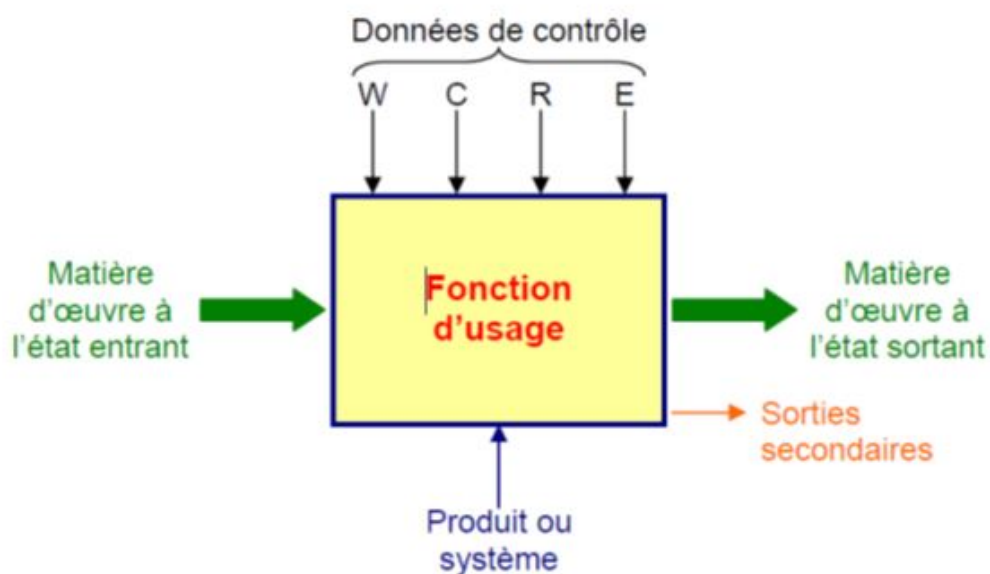 Données de contrôle
W C R E
Matière
d'œuvre à
l'état entrant
Fonction
d'usage
Matière
d'œuvre à
l'état sortant
Sorties
secondaires
Produit ou
système